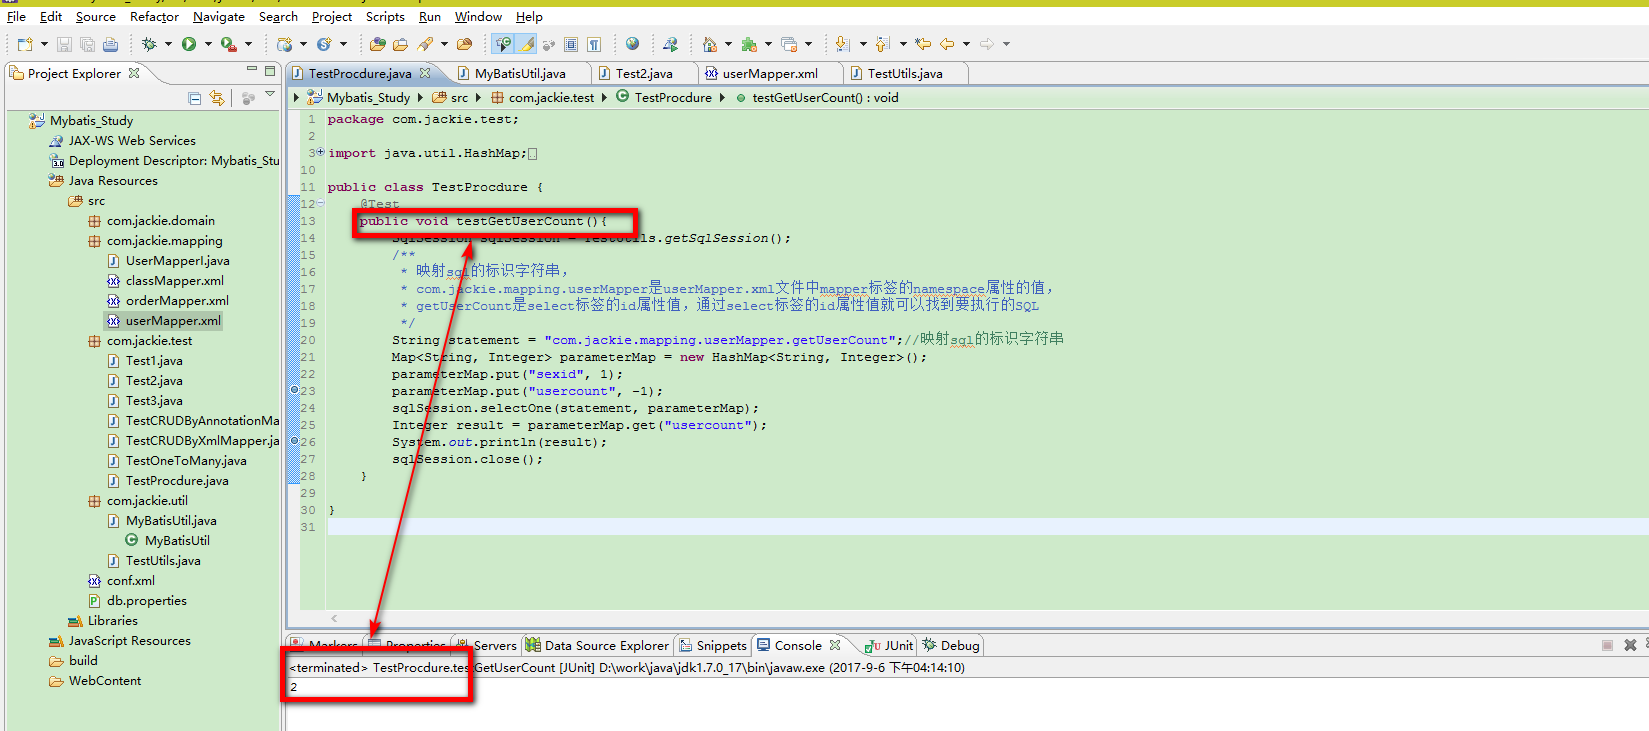 File Edit Source Refactor Navigate Search Project Scripts Run Window Help
Project Explorer
TestProcdure.java MyBatisUtil.java Test2.java userMapper.xml TestUtils.java
Mybatis_Study src com.jackie.test TestProcdure testGetUserCount() : void
Mybatis_Study
JAX-WS Web Services
Deployment Descriptor: Mybatis_Stu
Java Resources
src
com.jackie.domain
com.jackie.mapping
UserMapperI.java
classMapper.xml
orderMapper.xml
userMapper.xml
com.jackie.test
Test1.java
Test2.java
Test3.java
TestCRUDByAnnotationMa
TestCRUDByXmlMapper.ja
TestOneToMany.java
TestProcdure.java
com.jackie.util
MyBatisUtil.java
MyBatisUtil
TestUtils.java
conf.xml
db.properties
Libraries
JavaScript Resources
build
WebContent
1 package com.jackie.test;
2
3 import java.util.HashMap;
10
11 public class TestProcdure {
12 @Test
13 public void testGetUserCount(){
14 SqlSession sqlSession = TestUtils.getSqlSession();
15 /**
16 * 映射sql的标识字符串，
17 * com.jackie.mapping.userMapper是userMapper.xml文件中mapper标签的namespace属性的值，
18 * getUserCount是select标签的id属性值，通过select标签的id属性值就可以找到要执行的SQL
19 */
20 String statement = "com.jackie.mapping.userMapper.getUserCount";//映射sql的标识字符串
21 Map<String, Integer> parameterMap = new HashMap<String, Integer>();
22 parameterMap.put("sexid", 1);
23 parameterMap.put("usercount", -1);
24 sqlSession.selectOne(statement, parameterMap);
25 Integer result = parameterMap.get("usercount");
26 System.out.println(result);
27 sqlSession.close();
28 }
29
30 }
31
Markers Properties Servers Data Source Explorer Snippets Console JUnit Debug
<terminated> TestProcdure.testGetUserCount [JUnit] D:\work\java\jdk1.7.0_17\bin\javaw.exe (2017-9-6 下午04:14:10)
2